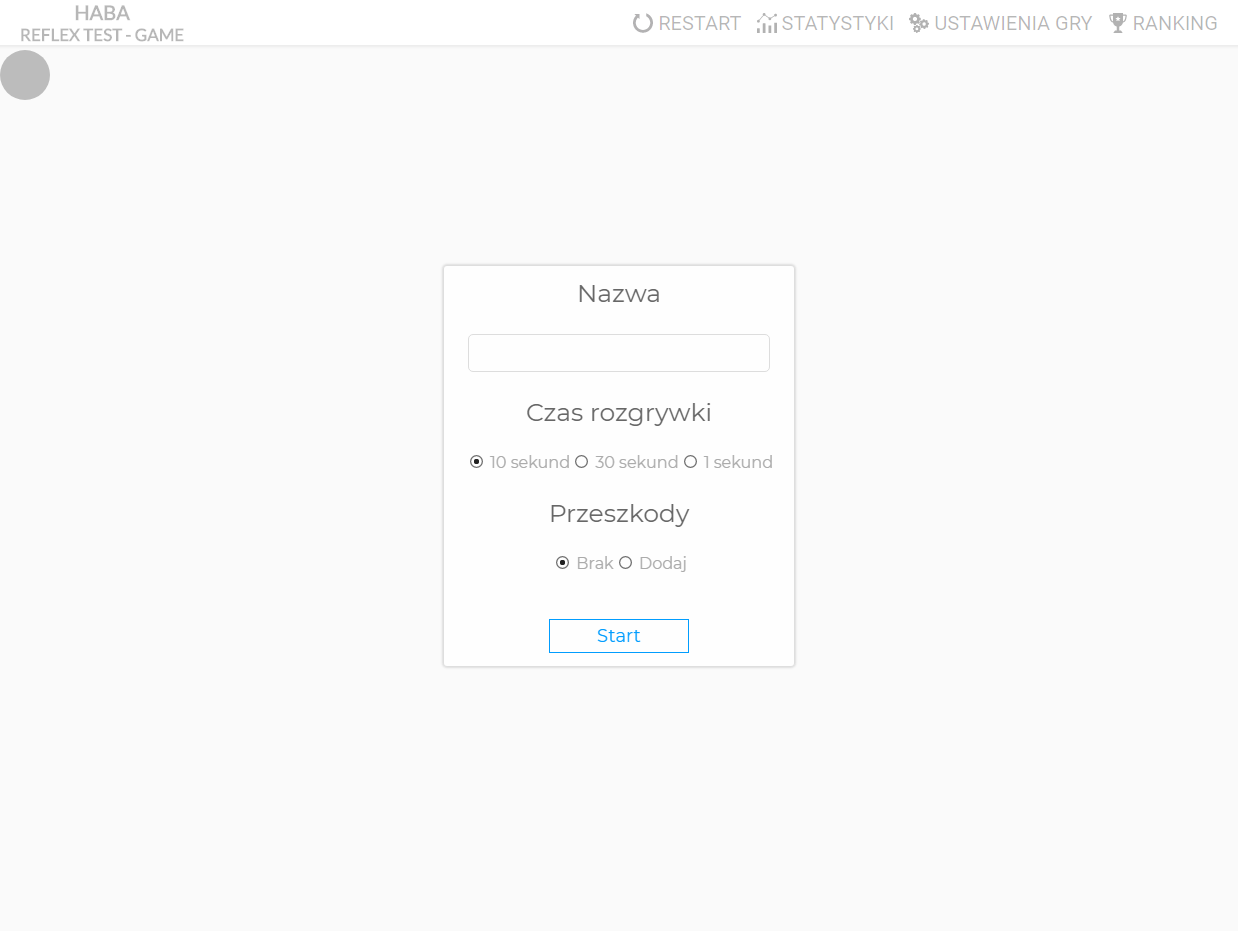 HABA
REFLEX TEST - GAME
RESTART STATYSTYKI USTAWIENIA GRY RANKING
Nazwa
Czas rozgrywki
10 sekund 30 sekund 1 sekund
Przeszkody
Brak Dodaj
Start